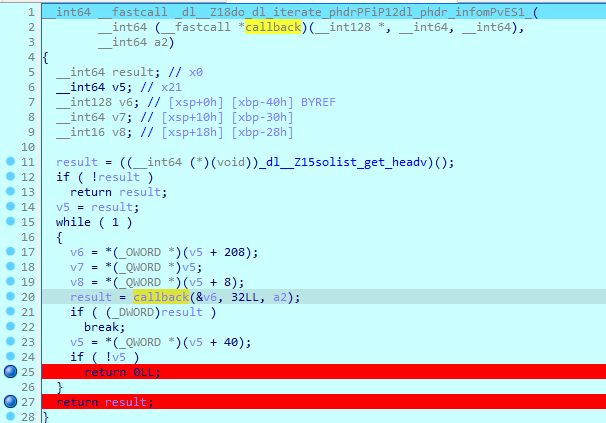 1 __int64 __fastcall _dl__Z18do_dl_iterate_phdrPFiP12dl_phdr_infomPvES1_(
2 __int64 (__fastcall *callback)(__int128 *, __int64, __int64),
3 __int64 a2)
4 {
5 __int64 result; // x0
6 __int64 v5; // x21
7 __int128 v6; // [xsp+0h] [xbp-40h] BYREF
8 __int64 v7; // [xsp+10h] [xbp-30h]
9 __int16 v8; // [xsp+18h] [xbp-28h]
10
11 result = ((__int64 (*)(void))_dl__Z15solist_get_headv)();
12 if ( !result )
13 return result;
14 v5 = result;
15 while ( 1 )
16 {
17 v6 = *(_OWORD *)(v5 + 208);
18 v7 = *(_QWORD *)v5;
19 v8 = *(_QWORD *)(v5 + 8);
20 result = callback(&v6, 32LL, a2);
21 if ( (_DWORD)result )
22 break;
23 v5 = *(_QWORD *)(v5 + 40);
24 if ( !v5 )
25 return 0LL;
26 }
27 return result;
28 }